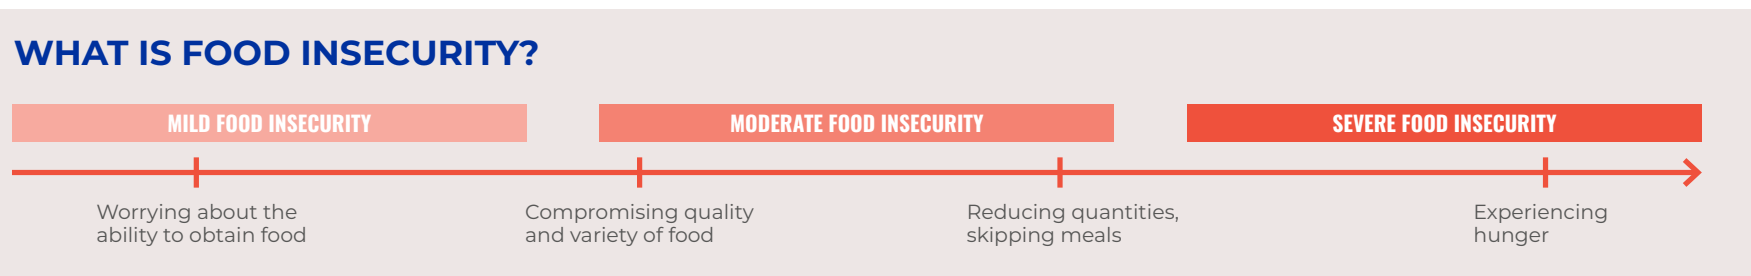 WHAT IS FOOD INSECURITY?
MILD FOOD INSECURITY
MODERATE FOOD INSECURITY
SEVERE FOOD INSECURITY
Worrying about the
ability to obtain food
Compromising quality
and variety of food
Reducing quantities,
skipping meals
Experiencing
hunger